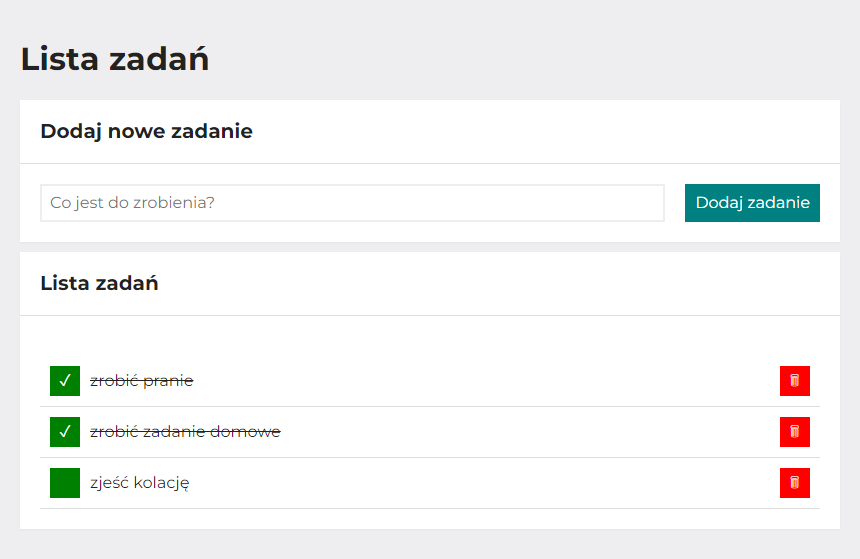 Lista zadań
Dodaj nowe zadanie
Co jest do zrobienia?
Dodaj zadanie
Lista zadań
✓ zrobić pranie
✓ zrobić zadanie domowe
zjeść kolację